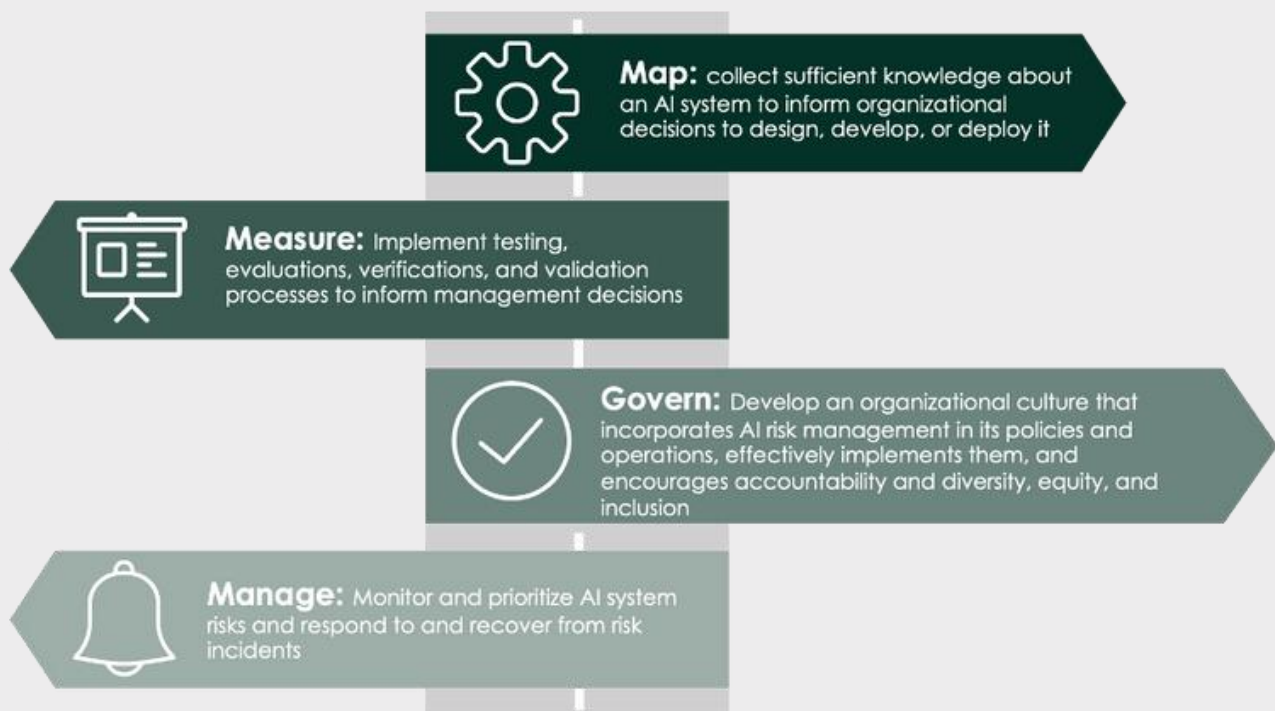 Map: collect sufficient knowledge about
an AI system to inform organizational
decisions to design, develop, or deploy it
Measure: Implement testing,
evaluations, verifications, and validation
processes to inform management decisions
Govern: Develop an organizational culture that
incorporates AI risk management in its policies and
operations, effectively implements them, and
encourages accountability and diversity, equity, and
inclusion
Manage: Monitor and prioritize AI system
risks and respond to and recover from risk
incidents